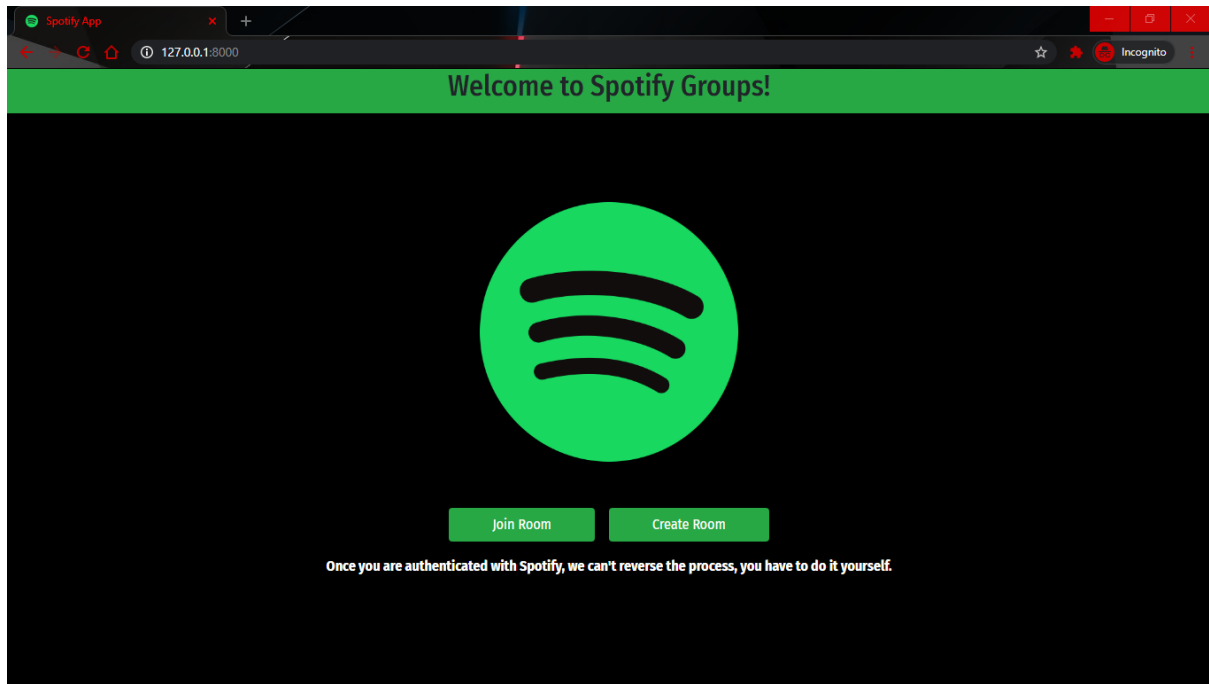 Spotify App
127.0.0.1:8000
Incognito
Welcome to Spotify Groups!
Join Room
Create Room
Once you are authenticated with Spotify, we can't reverse the process, you have to do it yourself.